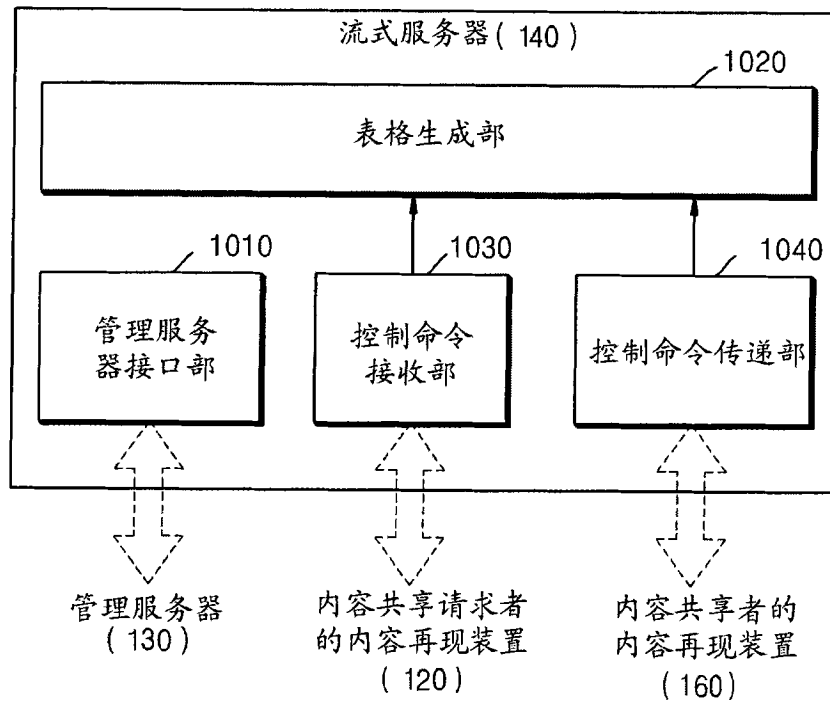 流式服务器(140)
1020
表格生成部
1010
1030
1040
管理服务
器接口部
控制命令
接收部
控制命令传递部
管理服务器
(130)
内容共享请求者
的内容再现装置
(120)
内容共享者的
内容再现装置
(160)